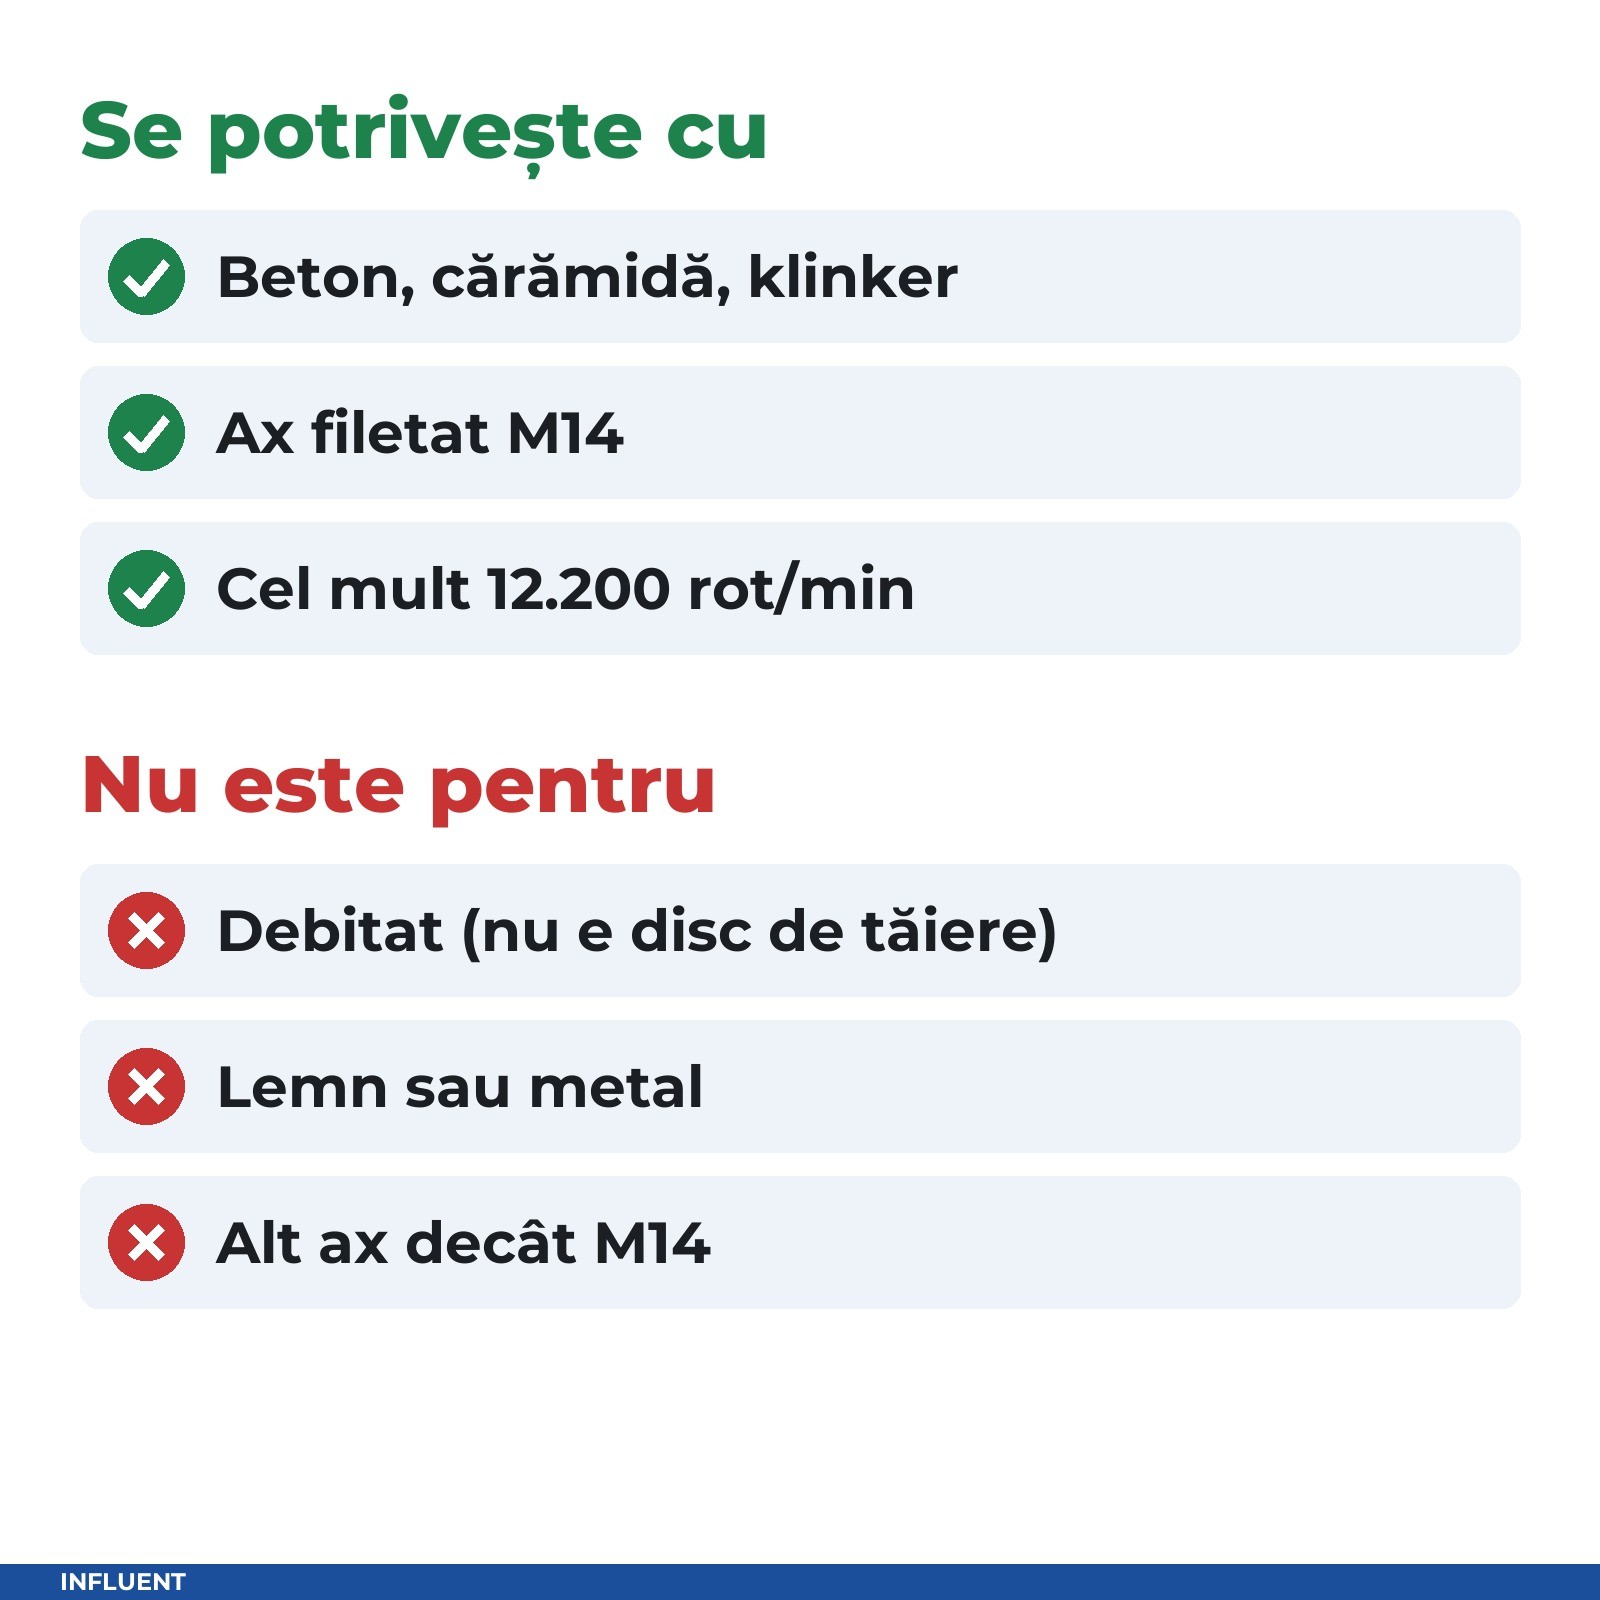 Se potrivește cu
Beton, cărămidă, klinker
Ax filetat M14
Cel mult 12.200 rot/min
Nu este pentru
Debitat (nu e disc de tăiere)
Lemn sau metal
Alt ax decât M14
INFLUENT